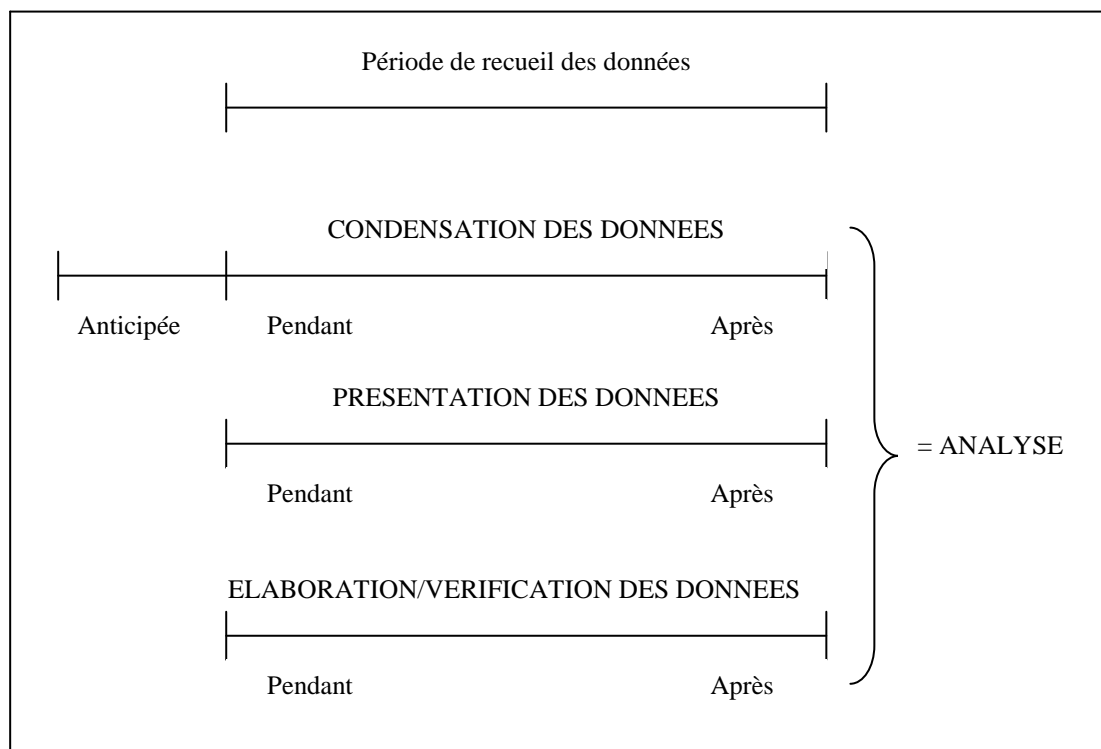 Période de recueil des données
CONDENSATION DES DONNEES
Anticipée Pendant Après
PRESENTATION DES DONNEES
= ANALYSE
Pendant Après
ELABORATION/VERIFICATION DES DONNEES
Pendant Après